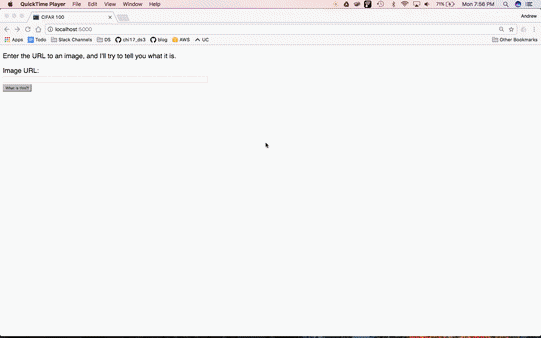 QuickTime Player File Edit View Window Help 71% Mon 7:56 PM
CIFAR 100 Andrew
localhost:5000
Apps Todo Slack Channels DS chi17_ds3 blog AWS UC Other Bookmarks
Enter the URL to an image, and I'll try to tell you what it is.
Image URL:
What is this?